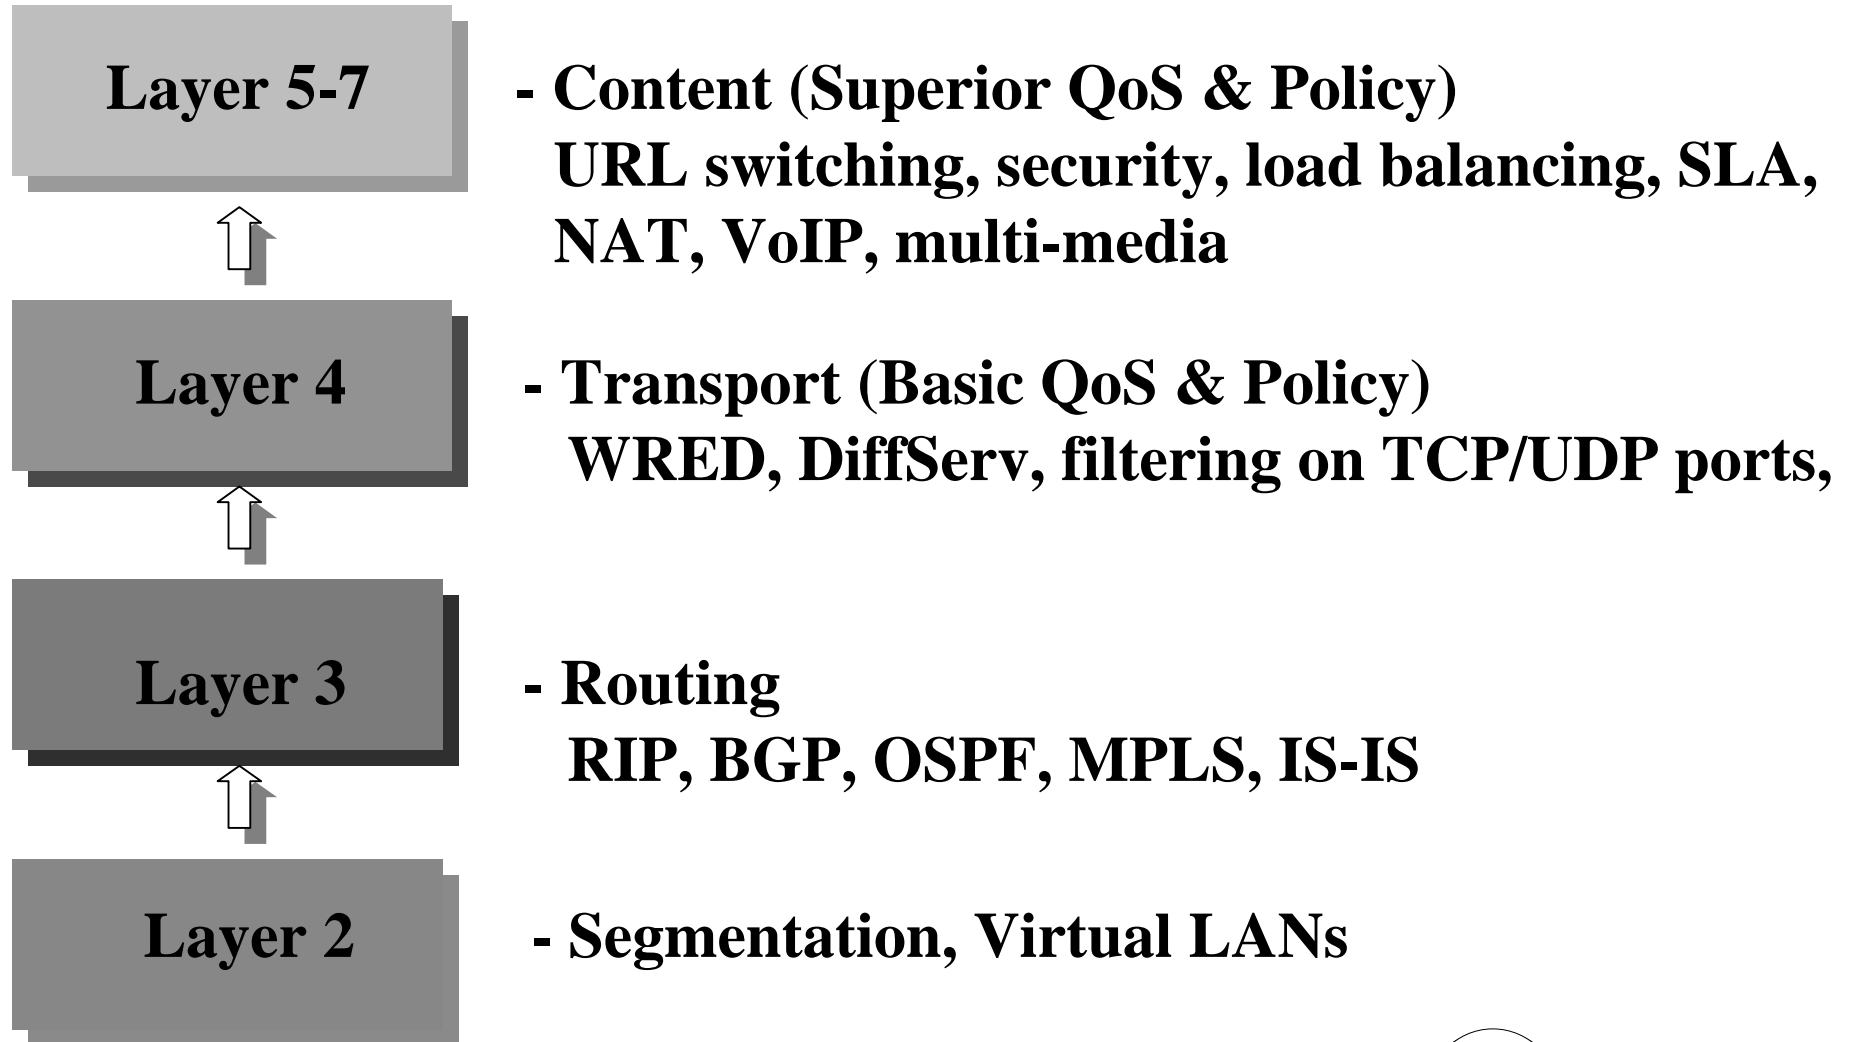 Layer 5-7
- Content (Superior QoS & Policy)
URL switching, security, load balancing, SLA,
NAT, VoIP, multi-media
Layer 4
- Transport (Basic QoS & Policy)
WRED, DiffServ, filtering on TCP/UDP ports,
Layer 3
- Routing
RIP, BGP, OSPF, MPLS, IS-IS
Layer 2
- Segmentation, Virtual LANs